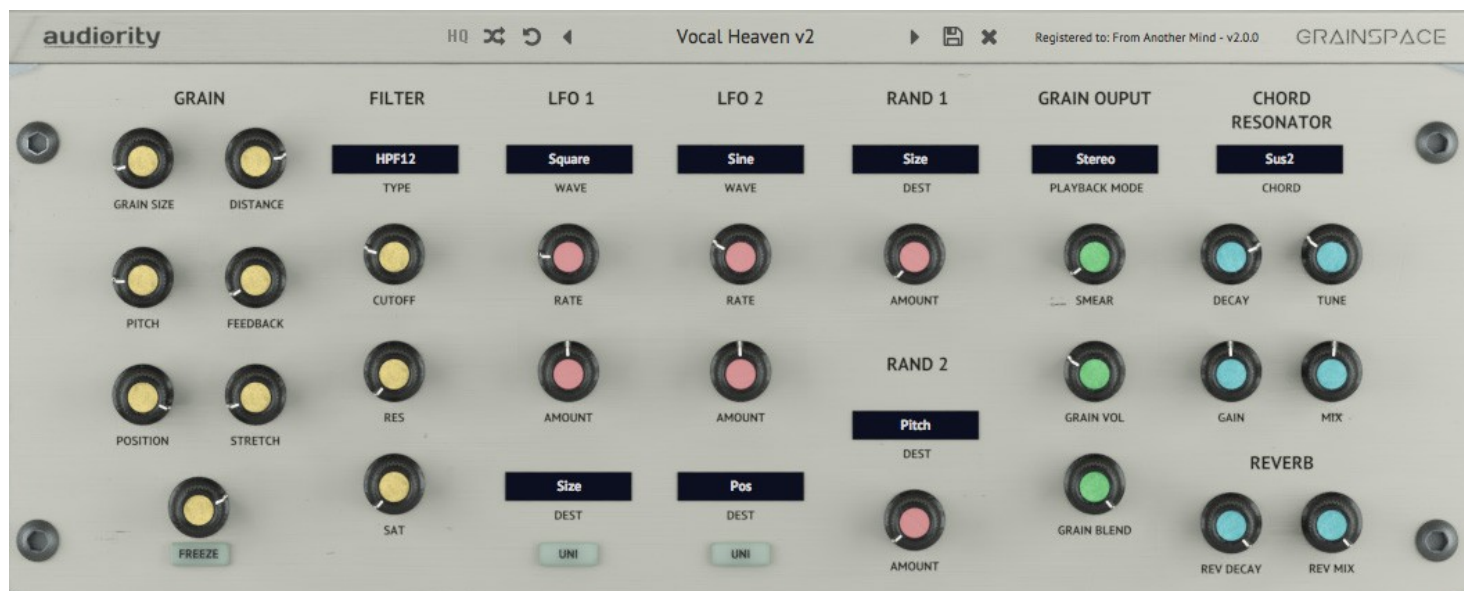 audiority
HQ
Vocal Heaven v2
Registered to: From Another Mind - v2.0.0
GRAINSPACE
GRAIN
GRAIN SIZE
DISTANCE
PITCH
FEEDBACK
POSITION
STRETCH
FREEZE
FILTER
HPF12
TYPE
CUTOFF
RES
SAT
LFO 1
Square
WAVE
RATE
AMOUNT
Size
DEST
UNI
LFO 2
Sine
WAVE
RATE
AMOUNT
Pos
DEST
UNI
RAND 1
Size
DEST
AMOUNT
RAND 2
Pitch
DEST
AMOUNT
GRAIN OUPUT
Stereo
PLAYBACK MODE
SMEAR
GRAIN VOL
GRAIN BLEND
CHORD
RESONATOR
Sus2
CHORD
DECAY
TUNE
GAIN
MIX
REVERB
REV DECAY
REV MIX